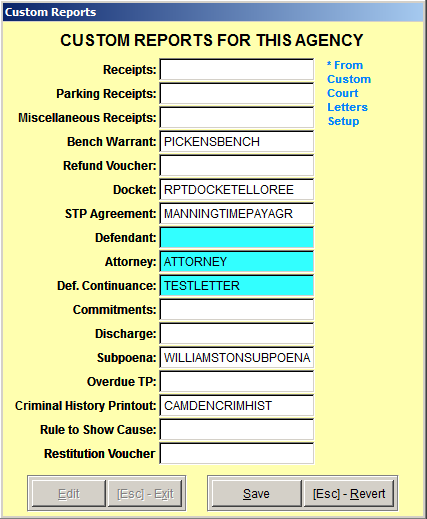 Custom Reports
CUSTOM REPORTS FOR THIS AGENCY
Receipts:
* From
Custom
Court
Letters
Setup
Parking Receipts:
Miscellaneous Receipts:
Bench Warrant: PICKENSBENCH
Refund Voucher:
Docket: RPTDOCKETELLOREE
STP Agreement: MANNINGTIMEPAYAGR
Defendant:
Attorney: ATTORNEY
Def. Continuance: TESTLETTER
Commitments:
Discharge:
Subpoena: WILLIAMSTONSUBPOENA
Overdue TP:
Criminal History Printout: CAMDENCRIMHIST
Rule to Show Cause:
Restitution Voucher
Edit [Esc] - Exit Save [Esc] - Revert